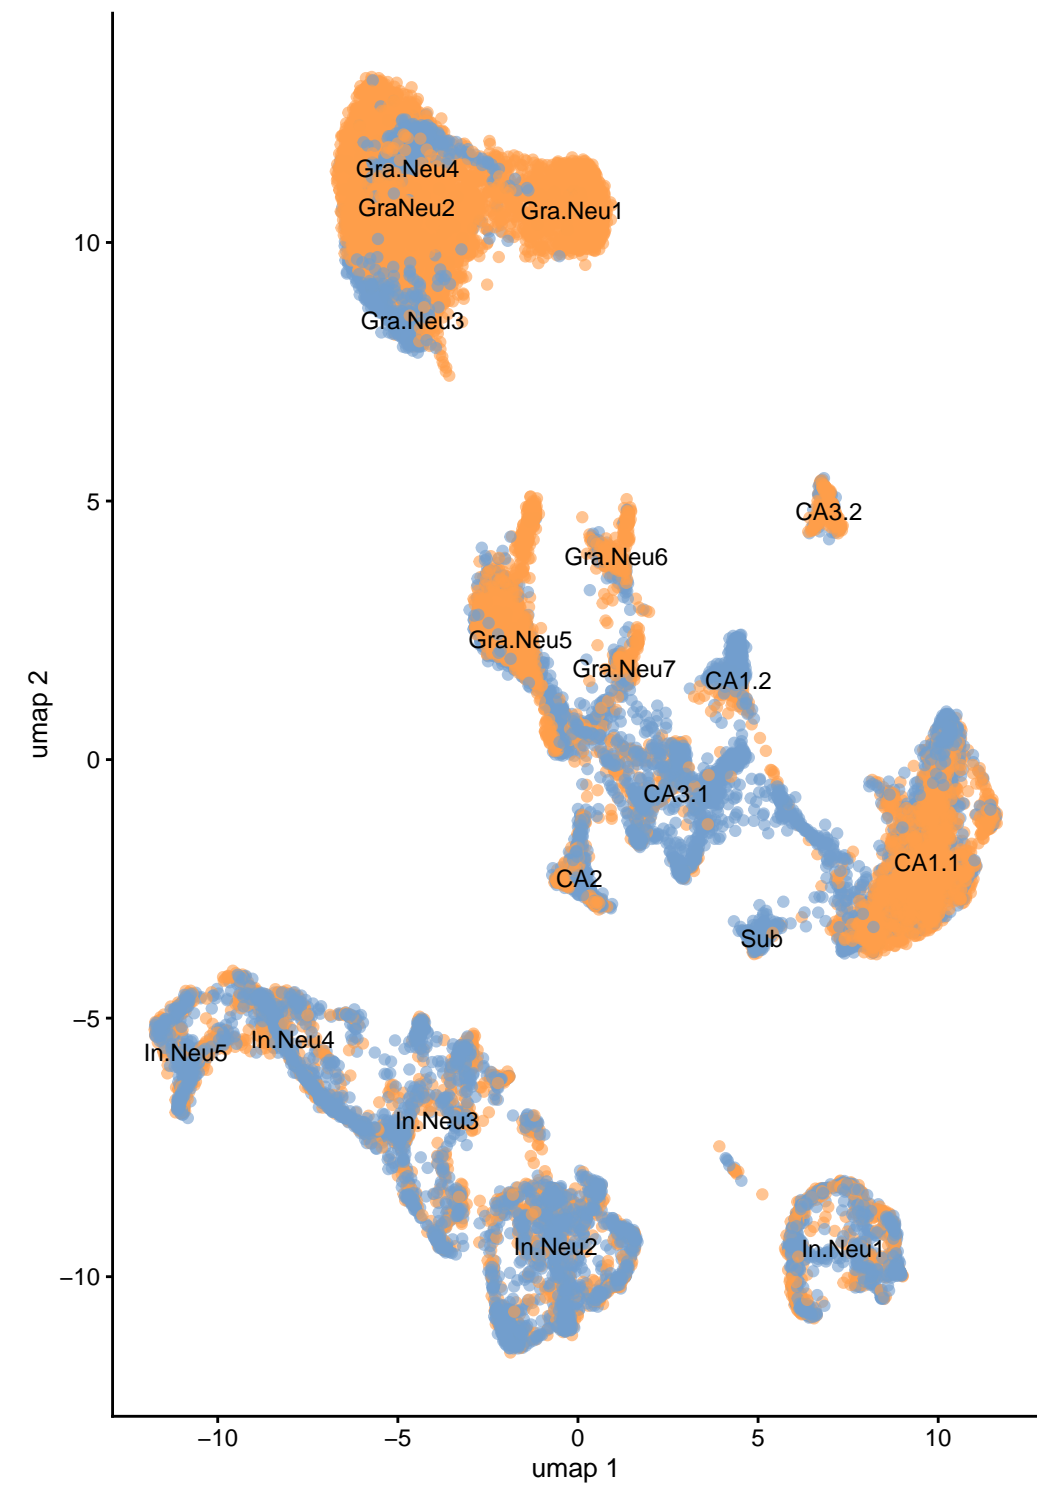 Gra.Neu4
GraNeu2
Gra.Neu1
10
Gra.Neu3
5
CA3.2
Gra.Neu6
Gra.Neu5
Gra.Neu7
CA1.2
umap 2
0
CA3.1
CA1.1
CA2
Sub
−5
In.Neu4
In.Neu5
In.Neu3
In.Neu2
In.Neu1
−10
−10
−5
0
5
10
umap 1